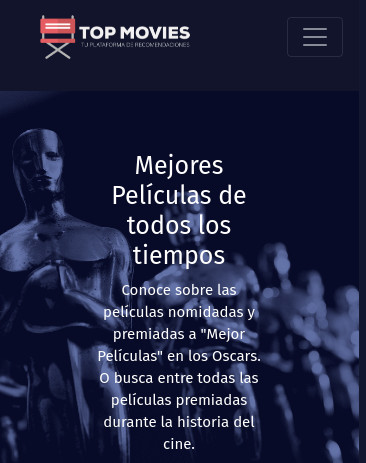 TOP MOVIES
TU PLATAFORMA DE RECOMENDACIONES
Mejores
Películas de
todos los
tiempos
Conoce sobre las
películas nomidadas y
premiadas a "Mejor
Películas" en los Oscars.
O busca entre todas las
películas premiadas
durante la historia del
cine.